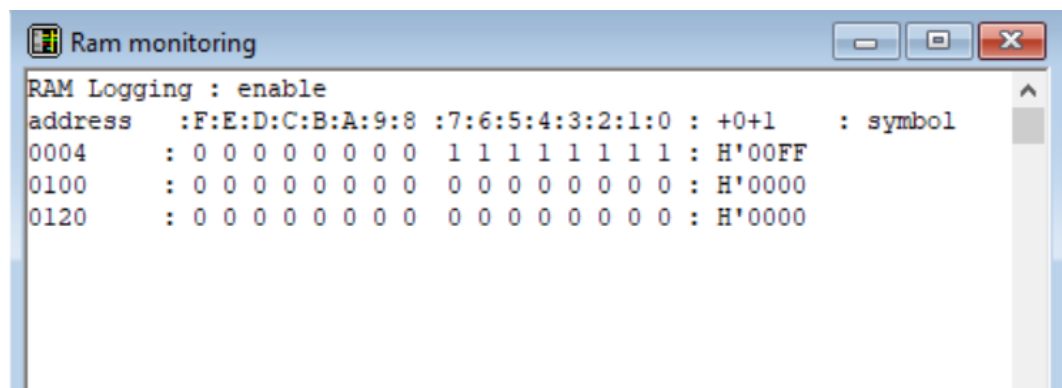 Ram monitoring
RAM Logging : enable
address   :F:E:D:C:B:A:9:8 :7:6:5:4:3:2:1:0 :  +0+1    : symbol
0004     : 0 0 0 0 0 0 0 0  1 1 1 1 1 1 1 1 : H'00FF
0100     : 0 0 0 0 0 0 0 0  0 0 0 0 0 0 0 0 : H'0000
0120     : 0 0 0 0 0 0 0 0  0 0 0 0 0 0 0 0 : H'0000